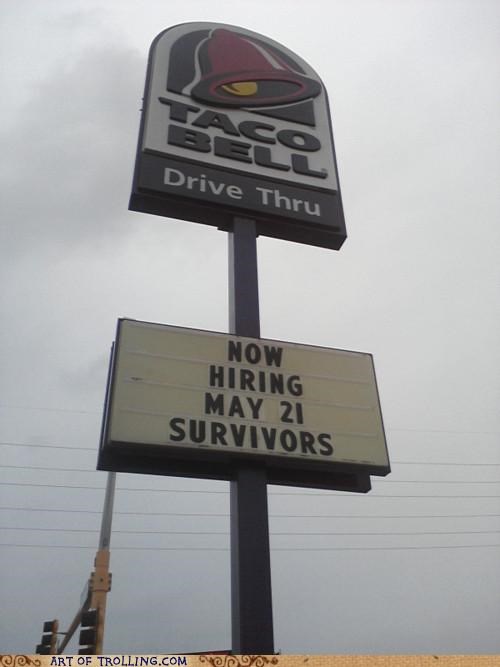 TACO
BELL
Drive Thru
NOW
HIRING
MAY 21
SURVIVORS
ART OF TROLLING.COM